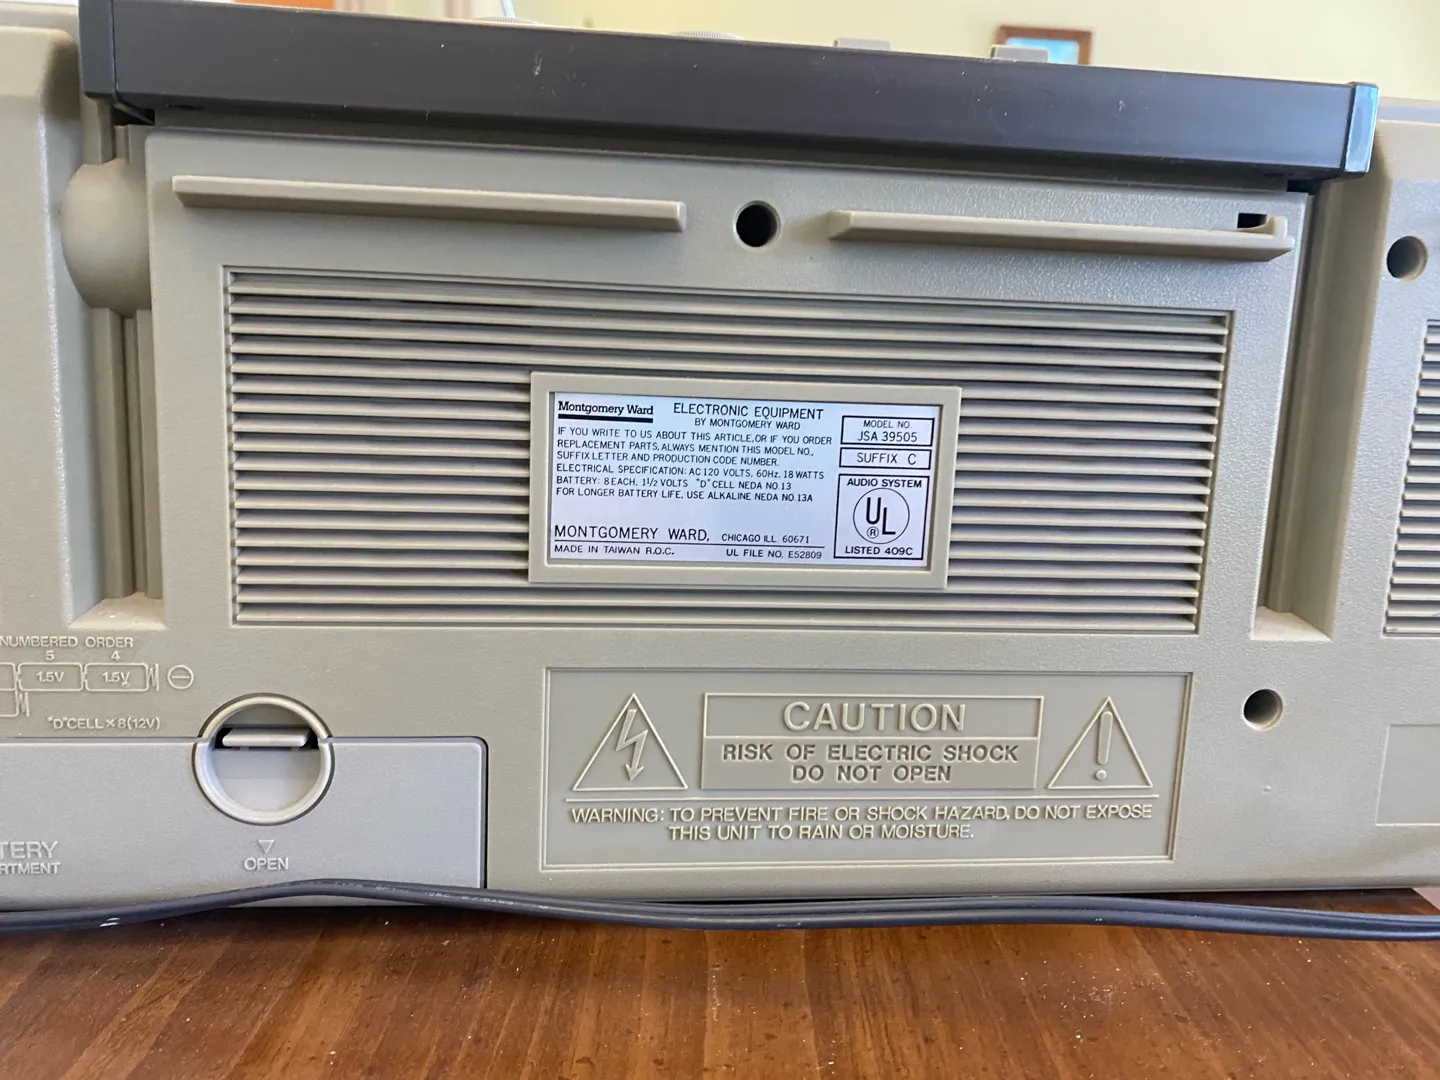 Montgomery Ward
ELECTRONIC EQUIPMENT
BY MONTGOMERY WARD
IF YOU WRITE TO US ABOUT THIS ARTICLE, OR IF YOU ORDER
REPLACEMENT PARTS, ALWAYS MENTION THIS MODEL NO.,
SUFFIX LETTER AND PRODUCTION CODE NUMBER.
ELECTRICAL SPECIFICATION: AC 120 VOLTS, 60Hz, 18 WATTS
BATTERY: 8 EACH, 1 1/2 VOLTS "D" CELL NEDA NO.13
FOR LONGER BATTERY LIFE, USE ALKALINE NEDA NO.13A
MONTGOMERY WARD, CHICAGO ILL. 60671
MADE IN TAIWAN R.O.C. UL FILE NO. E52809
MODEL NO.
JSA 39505
SUFFIX C
AUDIO SYSTEM
UL
®
LISTED 409C
NUMBERED ORDER
5 4
1.5V 1.5V
"D" CELL × 8 (12V)
TERY
RTMENT
OPEN
CAUTION
RISK OF ELECTRIC SHOCK
DO NOT OPEN
WARNING: TO PREVENT FIRE OR SHOCK HAZARD, DO NOT EXPOSE
THIS UNIT TO RAIN OR MOISTURE.